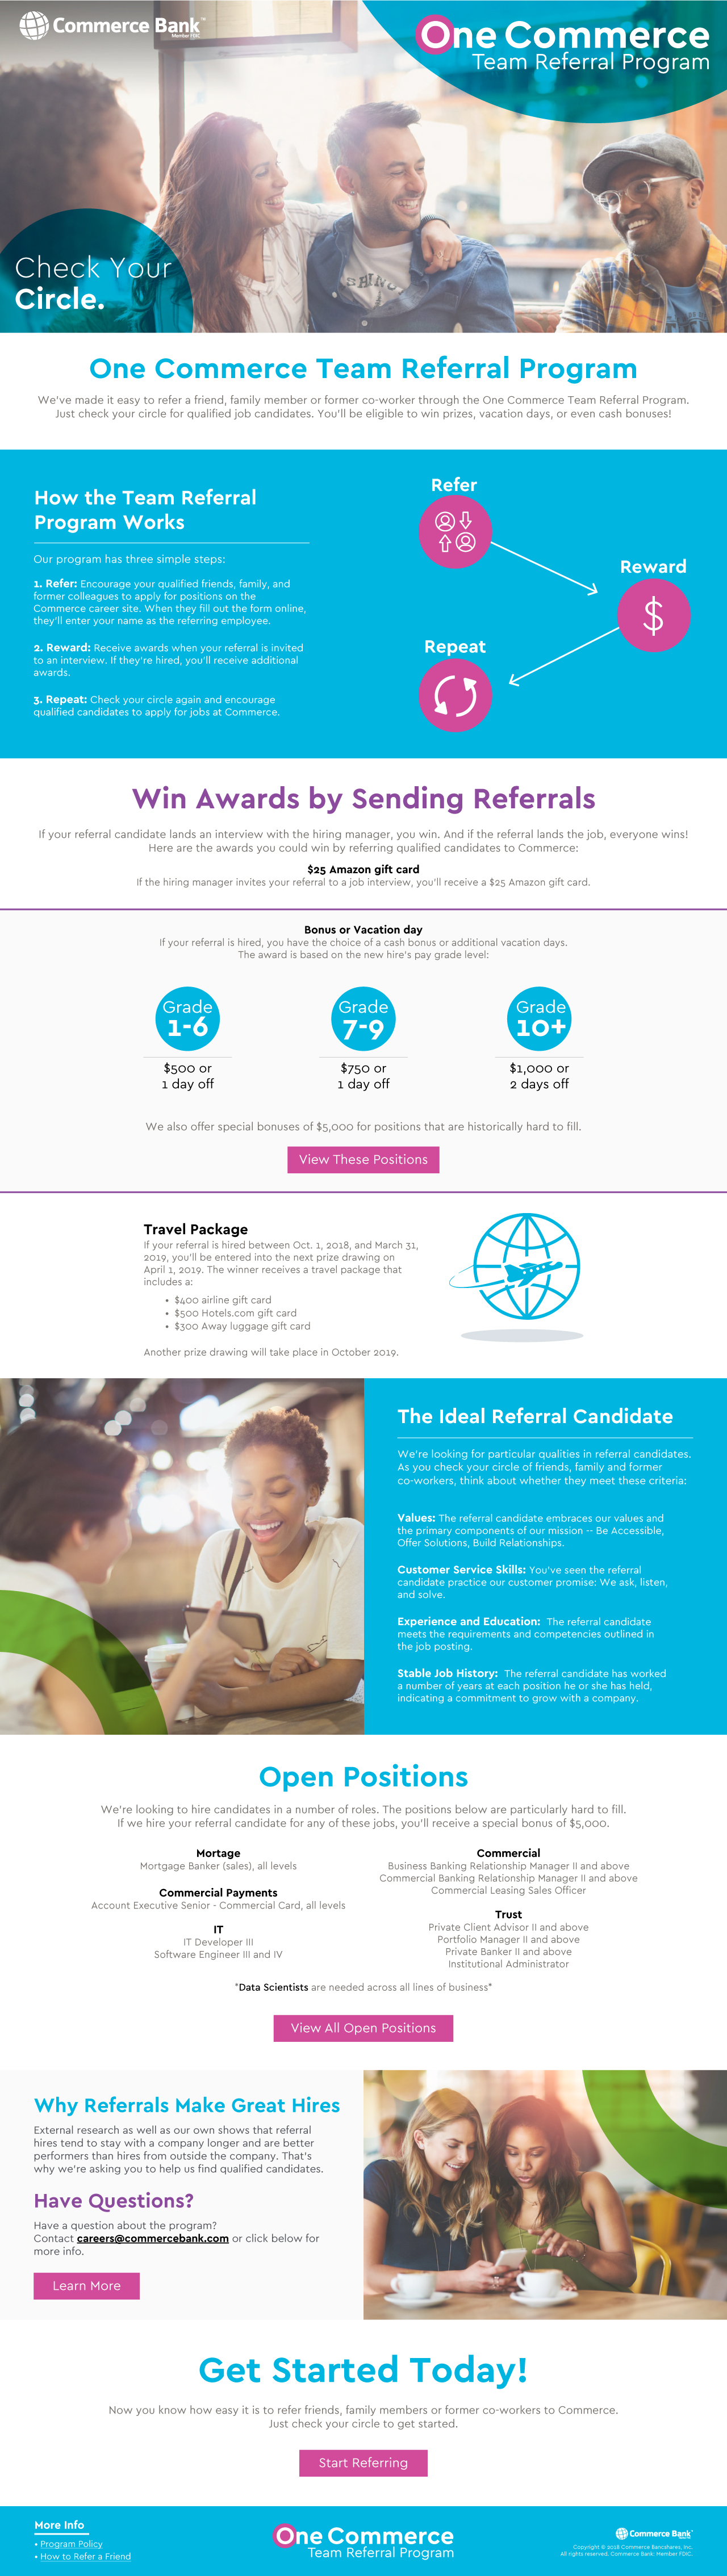 Commerce Bank
Member FDIC
One Commerce
Team Referral Program
Check Your
Circle.
One Commerce Team Referral Program
We've made it easy to refer a friend, family member or former co-worker through the One Commerce Team Referral Program.
Just check your circle for qualified job candidates. You'll be eligible to win prizes, vacation days, or even cash bonuses!
How the Team Referral
Program Works
Our program has three simple steps:
1. Refer: Encourage your qualified friends, family, and
former colleagues to apply for positions on the
Commerce career site. When they fill out the form online,
they'll enter your name as the referring employee.
2. Reward: Receive awards when your referral is invited
to an interview. If they're hired, you'll receive additional
awards.
3. Repeat: Check your circle again and encourage
qualified candidates to apply for jobs at Commerce.
Refer
Reward
$
Repeat
Win Awards by Sending Referrals
If your referral candidate lands an interview with the hiring manager, you win. And if the referral lands the job, everyone wins!
Here are the awards you could win by referring qualified candidates to Commerce:
$25 Amazon gift card
If the hiring manager invites your referral to a job interview, you'll receive a $25 Amazon gift card.
Bonus or Vacation day
If your referral is hired, you have the choice of a cash bonus or additional vacation days.
The award is based on the new hire's pay grade level:
Grade
1-6
$500 or
1 day off
Grade
7-9
$750 or
1 day off
Grade
10+
$1,000 or
2 days off
We also offer special bonuses of $5,000 for positions that are historically hard to fill.
View These Positions
Travel Package
If your referral is hired between Oct. 1, 2018, and March 31,
2019, you'll be entered into the next prize drawing on
April 1, 2019. The winner receives a travel package that
includes a:
• $400 airline gift card
• $500 Hotels.com gift card
• $300 Away luggage gift card
Another prize drawing will take place in October 2019.
The Ideal Referral Candidate
We're looking for particular qualities in referral candidates.
As you check your circle of friends, family and former
co-workers, think about whether they meet these criteria:
Values: The referral candidate embraces our values and
the primary components of our mission -- Be Accessible,
Offer Solutions, Build Relationships.
Customer Service Skills: You've seen the referral
candidate practice our customer promise: We ask, listen,
and solve.
Experience and Education: The referral candidate
meets the requirements and competencies outlined in
the job posting.
Stable Job History: The referral candidate has worked
a number of years at each position he or she has held,
indicating a commitment to grow with a company.
Open Positions
We're looking to hire candidates in a number of roles. The positions below are particularly hard to fill.
If we hire your referral candidate for any of these jobs, you'll receive a special bonus of $5,000.
Mortage
Mortgage Banker (sales), all levels
Commercial Payments
Account Executive Senior - Commercial Card, all levels
IT
IT Developer III
Software Engineer III and IV
Commercial
Business Banking Relationship Manager II and above
Commercial Banking Relationship Manager II and above
Commercial Leasing Sales Officer
Trust
Private Client Advisor II and above
Portfolio Manager II and above
Private Banker II and above
Institutional Administrator
*Data Scientists are needed across all lines of business*
View All Open Positions
Why Referrals Make Great Hires
External research as well as our own shows that referral
hires tend to stay with a company longer and are better
performers than hires from outside the company. That's
why we're asking you to help us find qualified candidates.
Have Questions?
Have a question about the program?
Contact careers@commercebank.com or click below for
more info.
Learn More
Get Started Today!
Now you know how easy it is to refer friends, family members or former co-workers to Commerce.
Just check your circle to get started.
Start Referring
More Info
• Program Policy
• How to Refer a Friend
One Commerce
Team Referral Program
Commerce Bank
Copyright © 2018 Commerce Bancshares, Inc.
All rights reserved. Commerce Bank: Member FDIC.